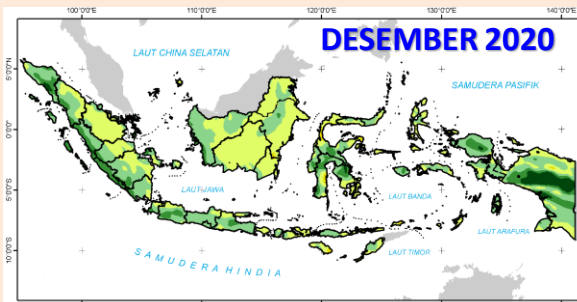 DESEMBER 2020
100°0'0"E 110°0'0"E 120°0'0"E 130°0'0"E 140°0'0"E
LAUT CHINA SELATAN
SAMUDERA PASIFIK
5°0'0"N
0°0'0"
5°0'0"S
10°0'0"S
LAUT JAWA
LAUT BANDA
LAUT ARAFURA
LAUT TIMOR
SAMUDERA HINDIA